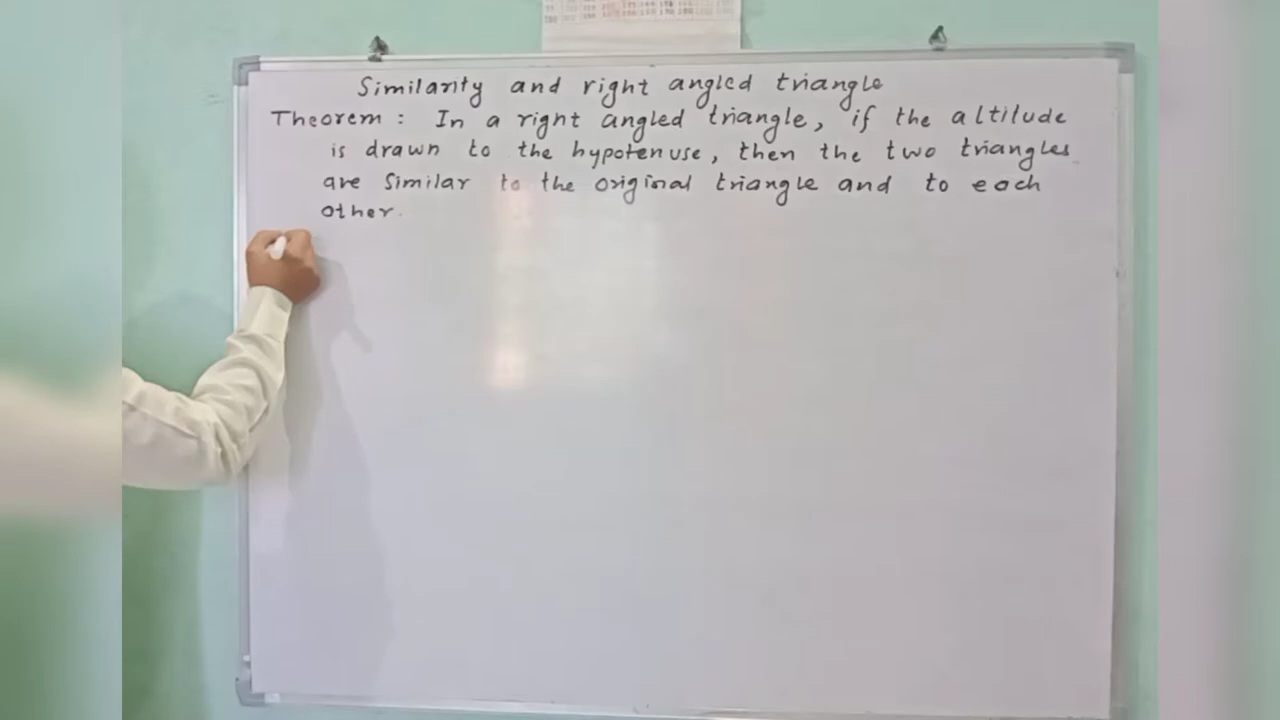 Similarity and right angled triangle
Theorem : In a right angled triangle, if the altitude
is drawn to the hypotenuse, then the two triangles
are Similar to the original triangle and to each
other.